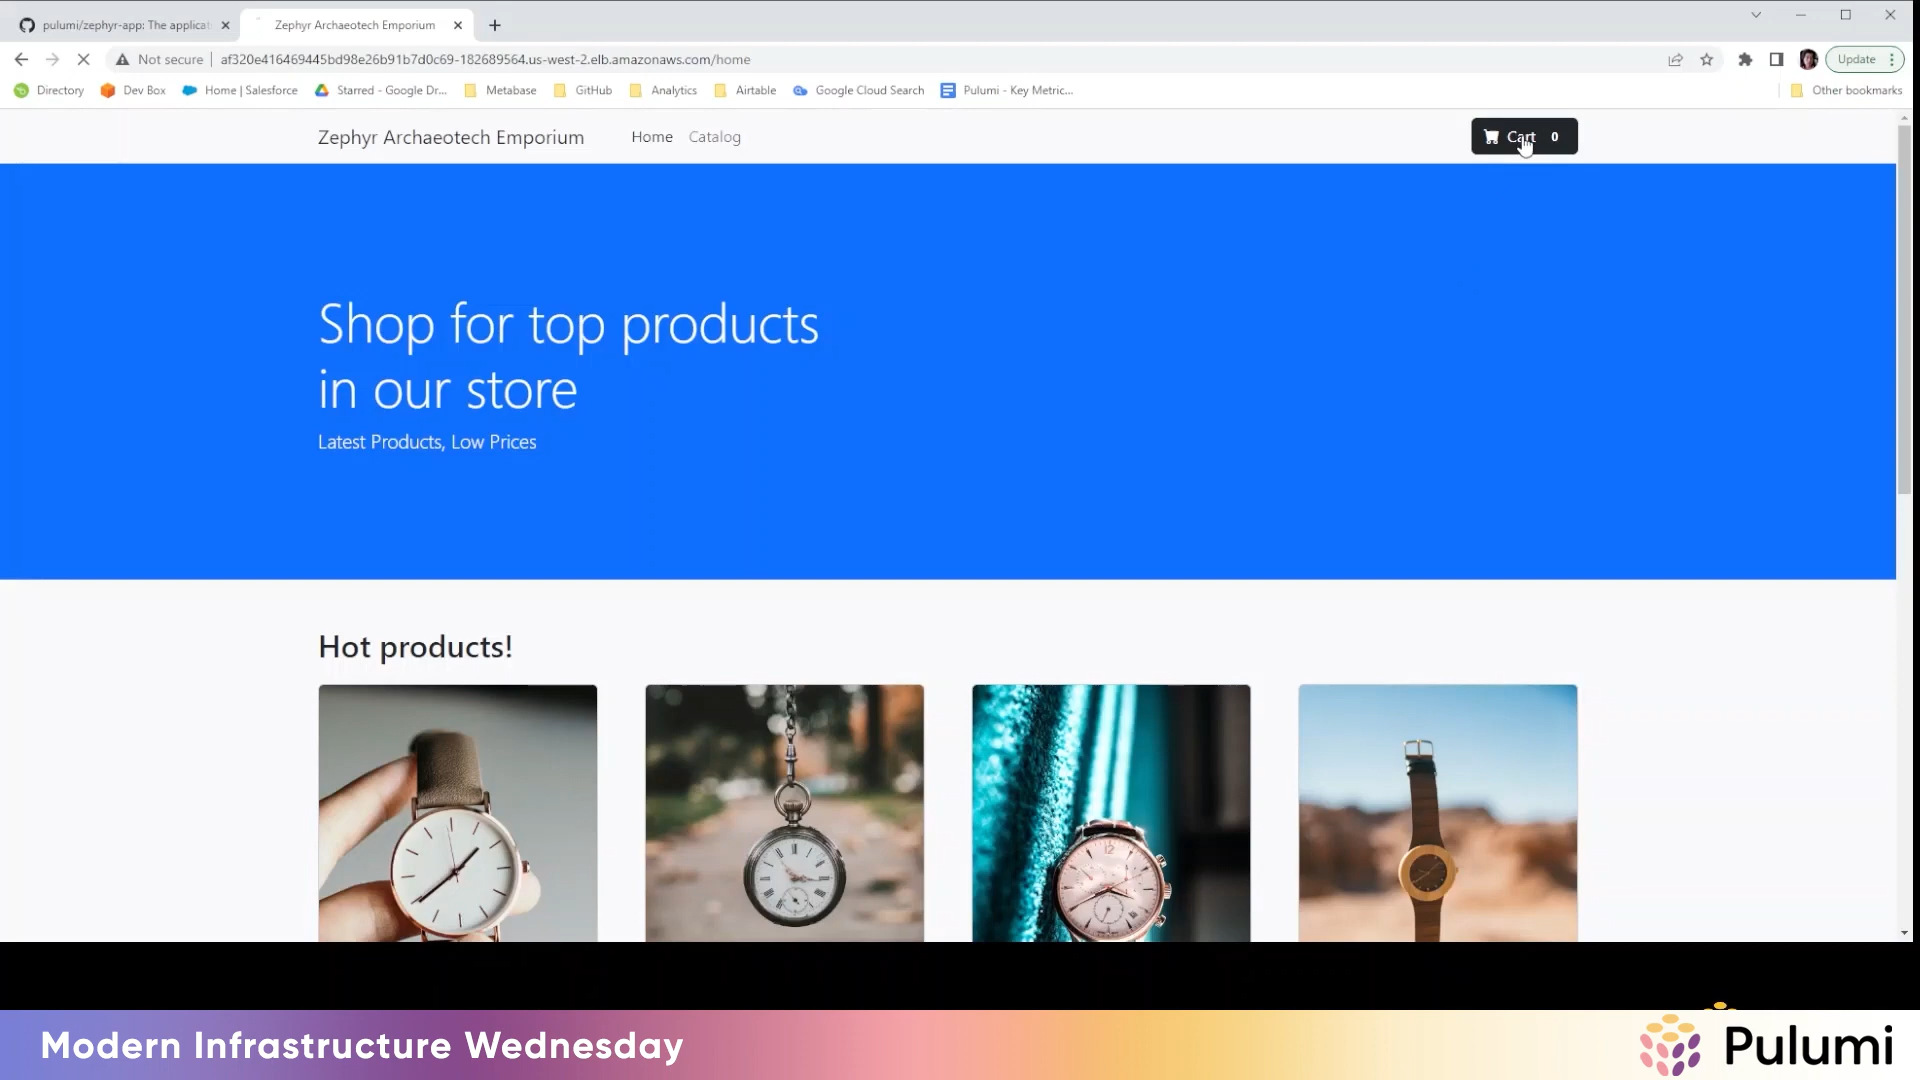 pulumi/zephyr-app: The applicat
Zephyr Archaeotech Emporium
Not secure
af320e416469445bd98e26b91b7d0c69-182689564.us-west-2.elb.amazonaws.com/home
Update
Directory
Dev Box
Home | Salesforce
Starred - Google Dr...
Metabase
GitHub
Analytics
Airtable
Google Cloud Search
Pulumi - Key Metric...
Other bookmarks
Zephyr Archaeotech Emporium
Home
Catalog
Cart 0
Shop for top products
in our store
Latest Products, Low Prices
Hot products!
Modern Infrastructure Wednesday
Pulumi